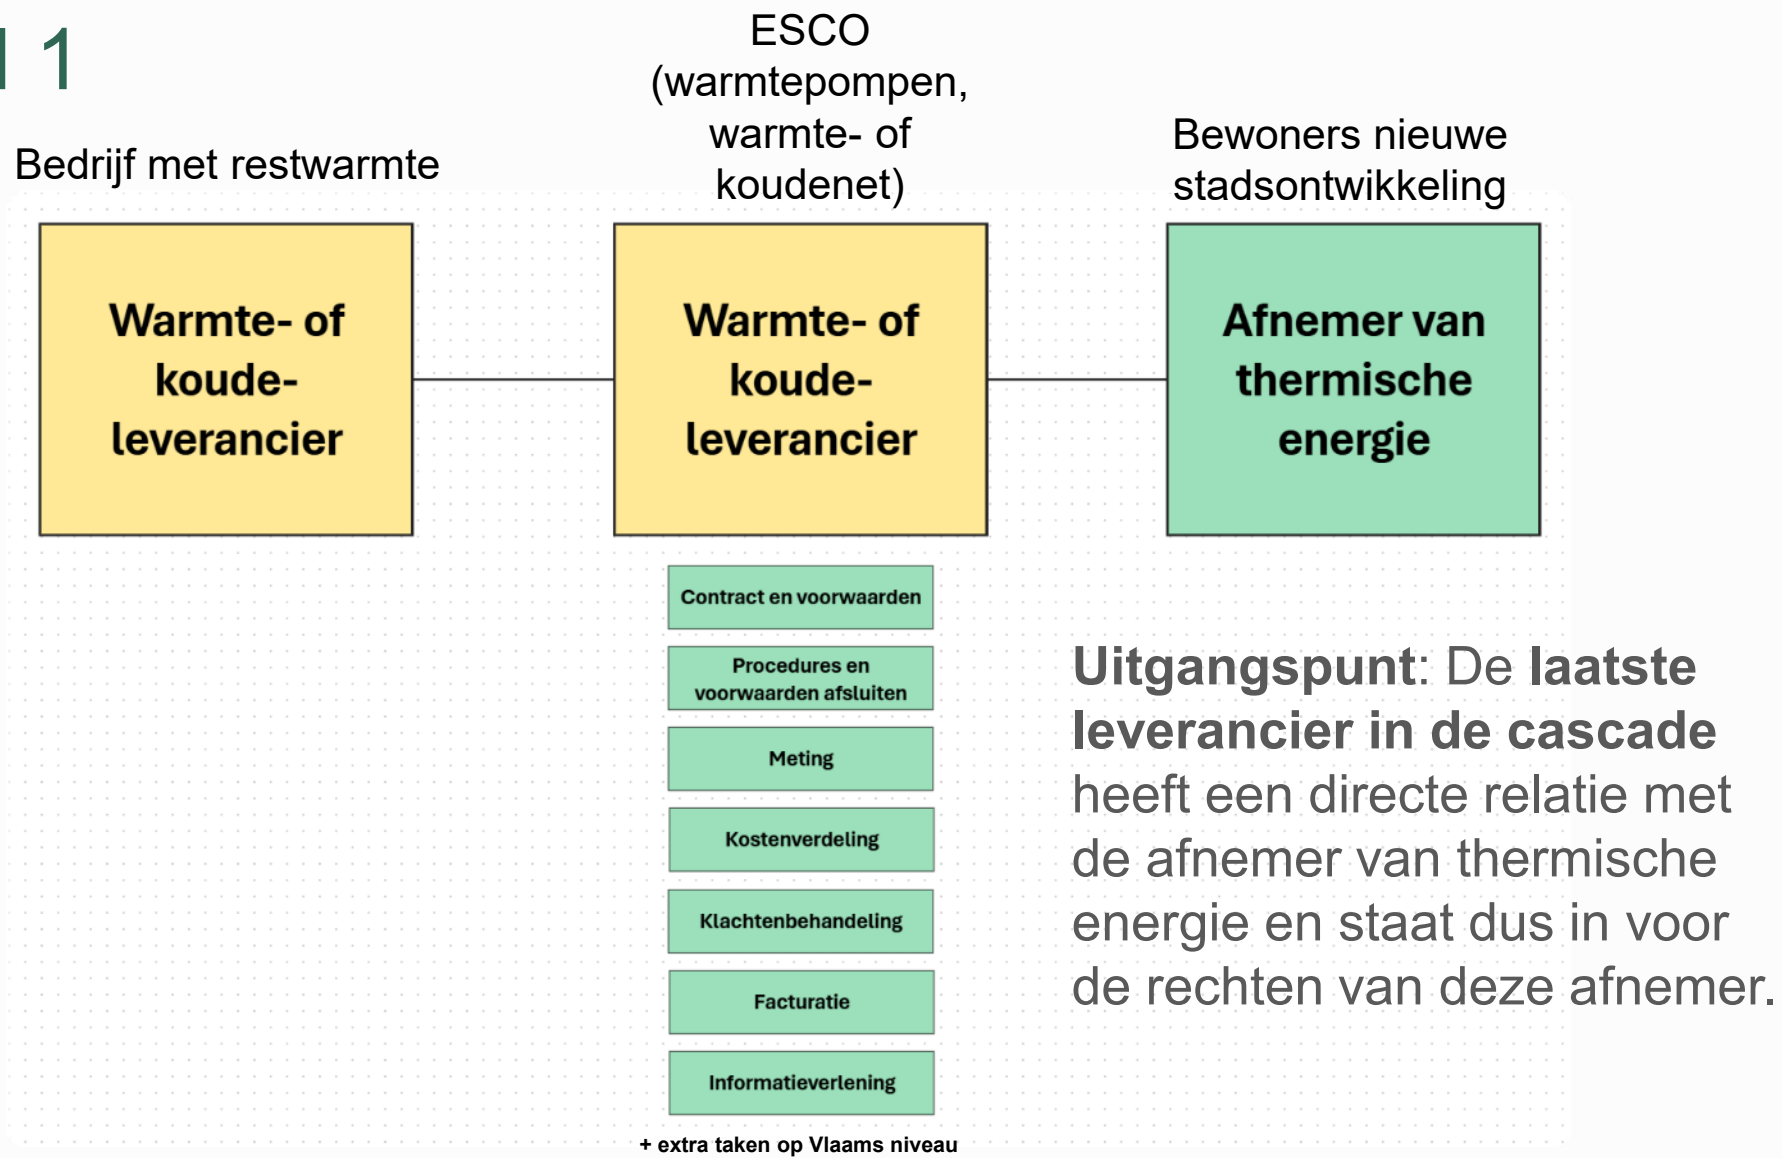 1
Bedrijf met restwarmte
ESCO
(warmtepompen,
warmte- of
koudenet)
Bewoners nieuwe
stadsontwikkeling
Warmte- of
koude-
leverancier
Warmte- of
koude-
leverancier
Afnemer van
thermische
energie
Contract en voorwaarden
Procedures en
voorwaarden afsluiten
Meting
Kostenverdeling
Klachtenbehandeling
Facturatie
Informatieverlening
+ extra taken op Vlaams niveau
Uitgangspunt: De laatste
leverancier in de cascade
heeft een directe relatie met
de afnemer van thermische
energie en staat dus in voor
de rechten van deze afnemer.